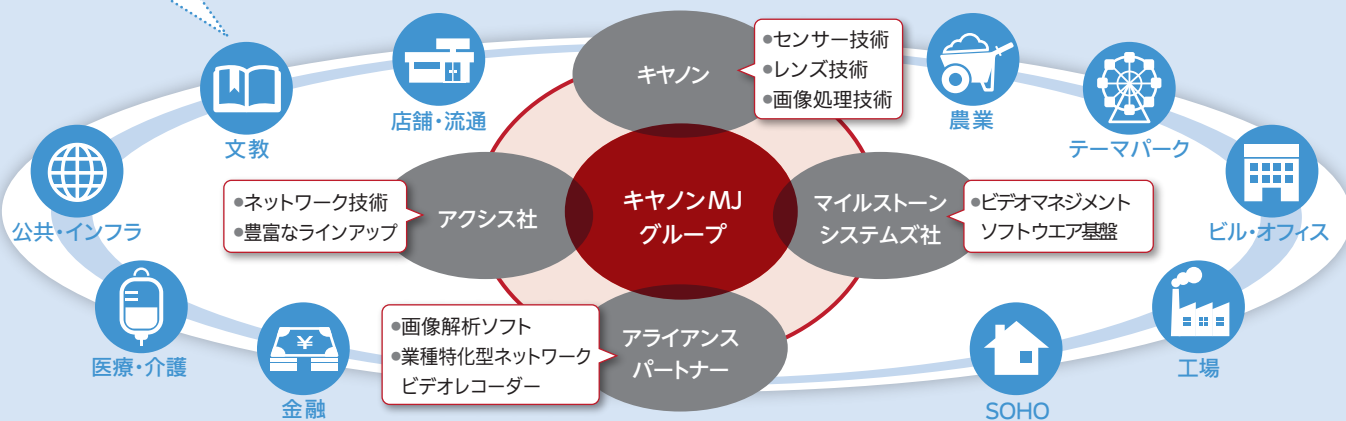 キヤノン
●センサー技術
●レンズ技術
●画像処理技術
店舗・流通
農業
文教
テーマパーク
公共・インフラ
●ネットワーク技術
●豊富なラインアップ
アクシス社
キヤノンMJ
グループ
マイルストーン
システムズ社
●ビデオマネジメント
ソフトウエア基盤
ビル・オフィス
医療・介護
¥
金融
●画像解析ソフト
●業種特化型ネットワーク
ビデオレコーダー
アライアンス
パートナー
SOHO
工場